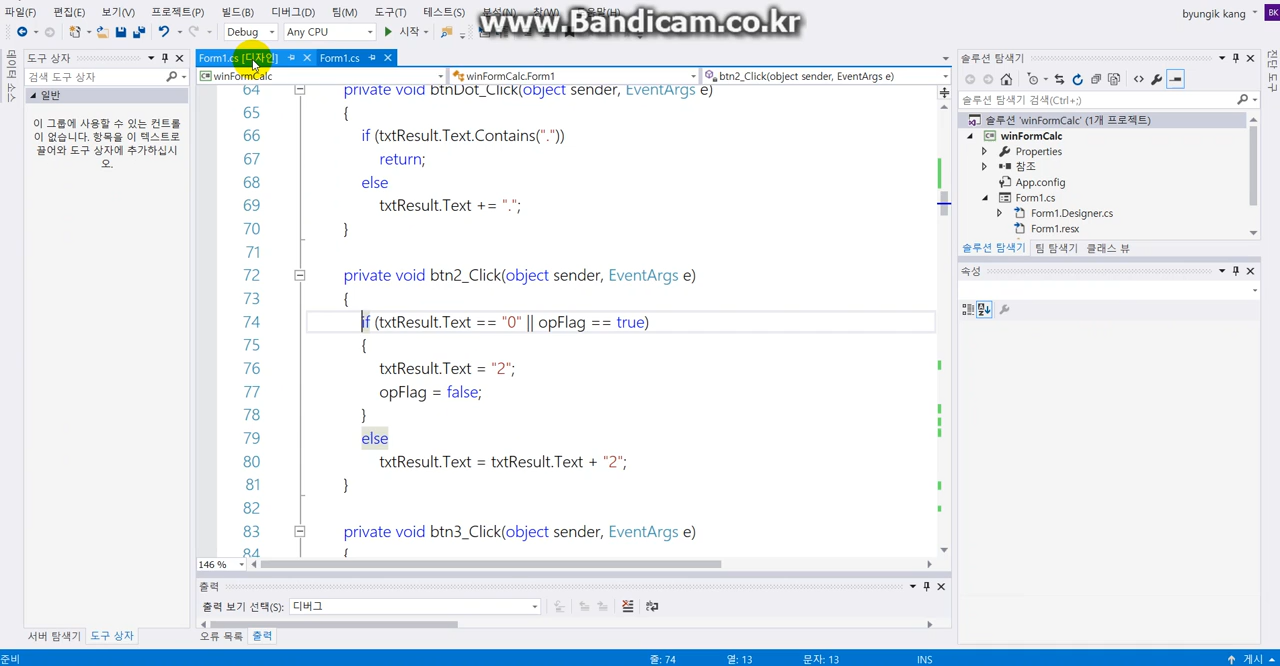 파일(F) 편집(E) 보기(V) 프로젝트(P) 빌드(B) 디버그(D) 팀(M) 도구(T) 테스트(S)
www.Bandicam.co.kr
byungik kang BK
Debug Any CPU 시작
데이터 소스
도구 상자
검색 도구 상자
일반
이 그룹에 사용할 수 있는 컨트롤
이 없습니다. 항목을 이 텍스트로
끌어와 도구 상자에 추가하십시
오.
서버 탐색기 도구 상자
Form1.cs [디자인] Form1.cs
winFormCalc winFormCalc.Form1 btn2_Click(object sender, EventArgs e)
64 private void btnDot_Click(object sender, EventArgs e)
65 {
66 if (txtResult.Text.Contains("."))
67 return;
68 else
69 txtResult.Text += ".";
70 }
71
72 private void btn2_Click(object sender, EventArgs e)
73 {
74 if (txtResult.Text == "0" || opFlag == true)
75 {
76 txtResult.Text = "2";
77 opFlag = false;
78 }
79 else
80 txtResult.Text = txtResult.Text + "2";
81 }
82
83 private void btn3_Click(object sender, EventArgs e)
84 {
146 %
출력
출력 보기 선택(S): 디버그
오류 목록 출력
솔루션 탐색기
솔루션 탐색기 검색(Ctrl+;)
솔루션 'winFormCalc' (1개 프로젝트)
winFormCalc
Properties
참조
App.config
Form1.cs
Form1.Designer.cs
Form1.resx
솔루션 탐색기 팀 탐색기 클래스 뷰
속성
진단 도구
준비 줄: 74 열: 13 문자: 13 INS 게시